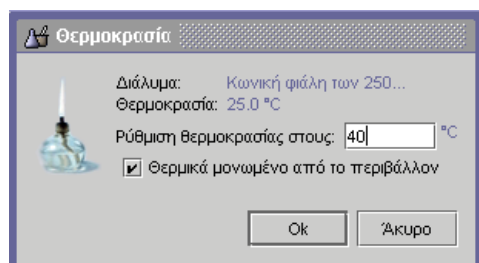 Θερμοκρασία
Διάλυμα: Κωνική φιάλη των 250...
Θερμοκρασία: 25.0 °C
Ρύθμιση θερμοκρασίας στους: 40 °C
Θερμικά μονωμένο από το περιβάλλον
Ok Άκυρο